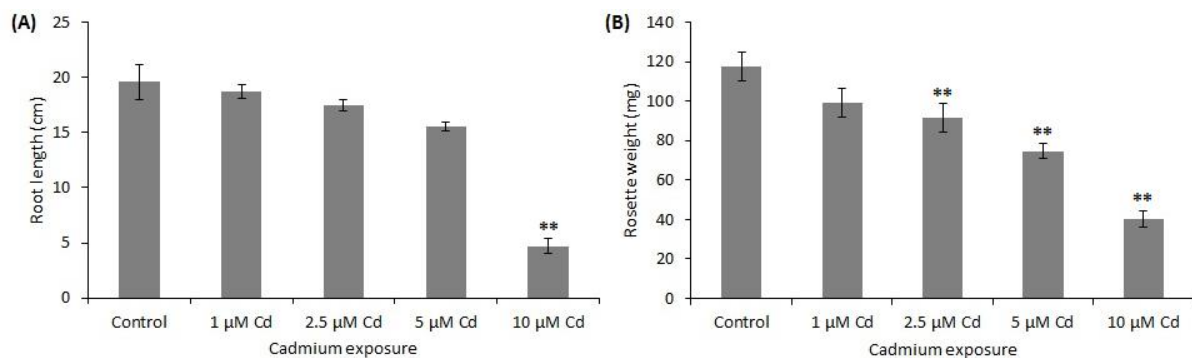 (A)
Root length (cm)
25
20
15
10
5
0
**
Control 1 µM Cd 2.5 µM Cd 5 µM Cd 10 µM Cd
Cadmium exposure
(B)
Rosette weight (mg)
140
120
100
80
60
40
20
0
**
**
**
Control 1 µM Cd 2.5 µM Cd 5 µM Cd 10 µM Cd
Cadmium exposure